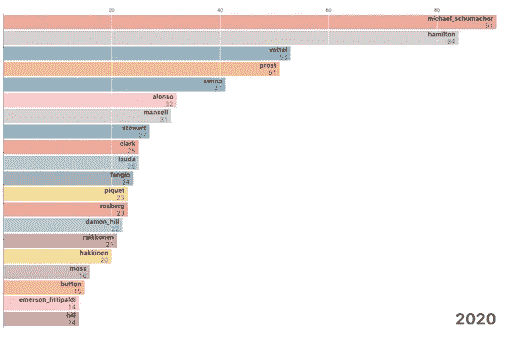 20 40 60 80
michael_schumacher
91
hamilton
84
vettel
53
prost
51
senna
41
alonso
32
mansell
31
stewart
27
clark
25
lauda
25
fangio
24
piquet
23
rosberg
23
damon_hill
22
raikkonen
21
hakkinen
20
moss
16
button
15
emerson_fittipaldi
14
hill
14
2020